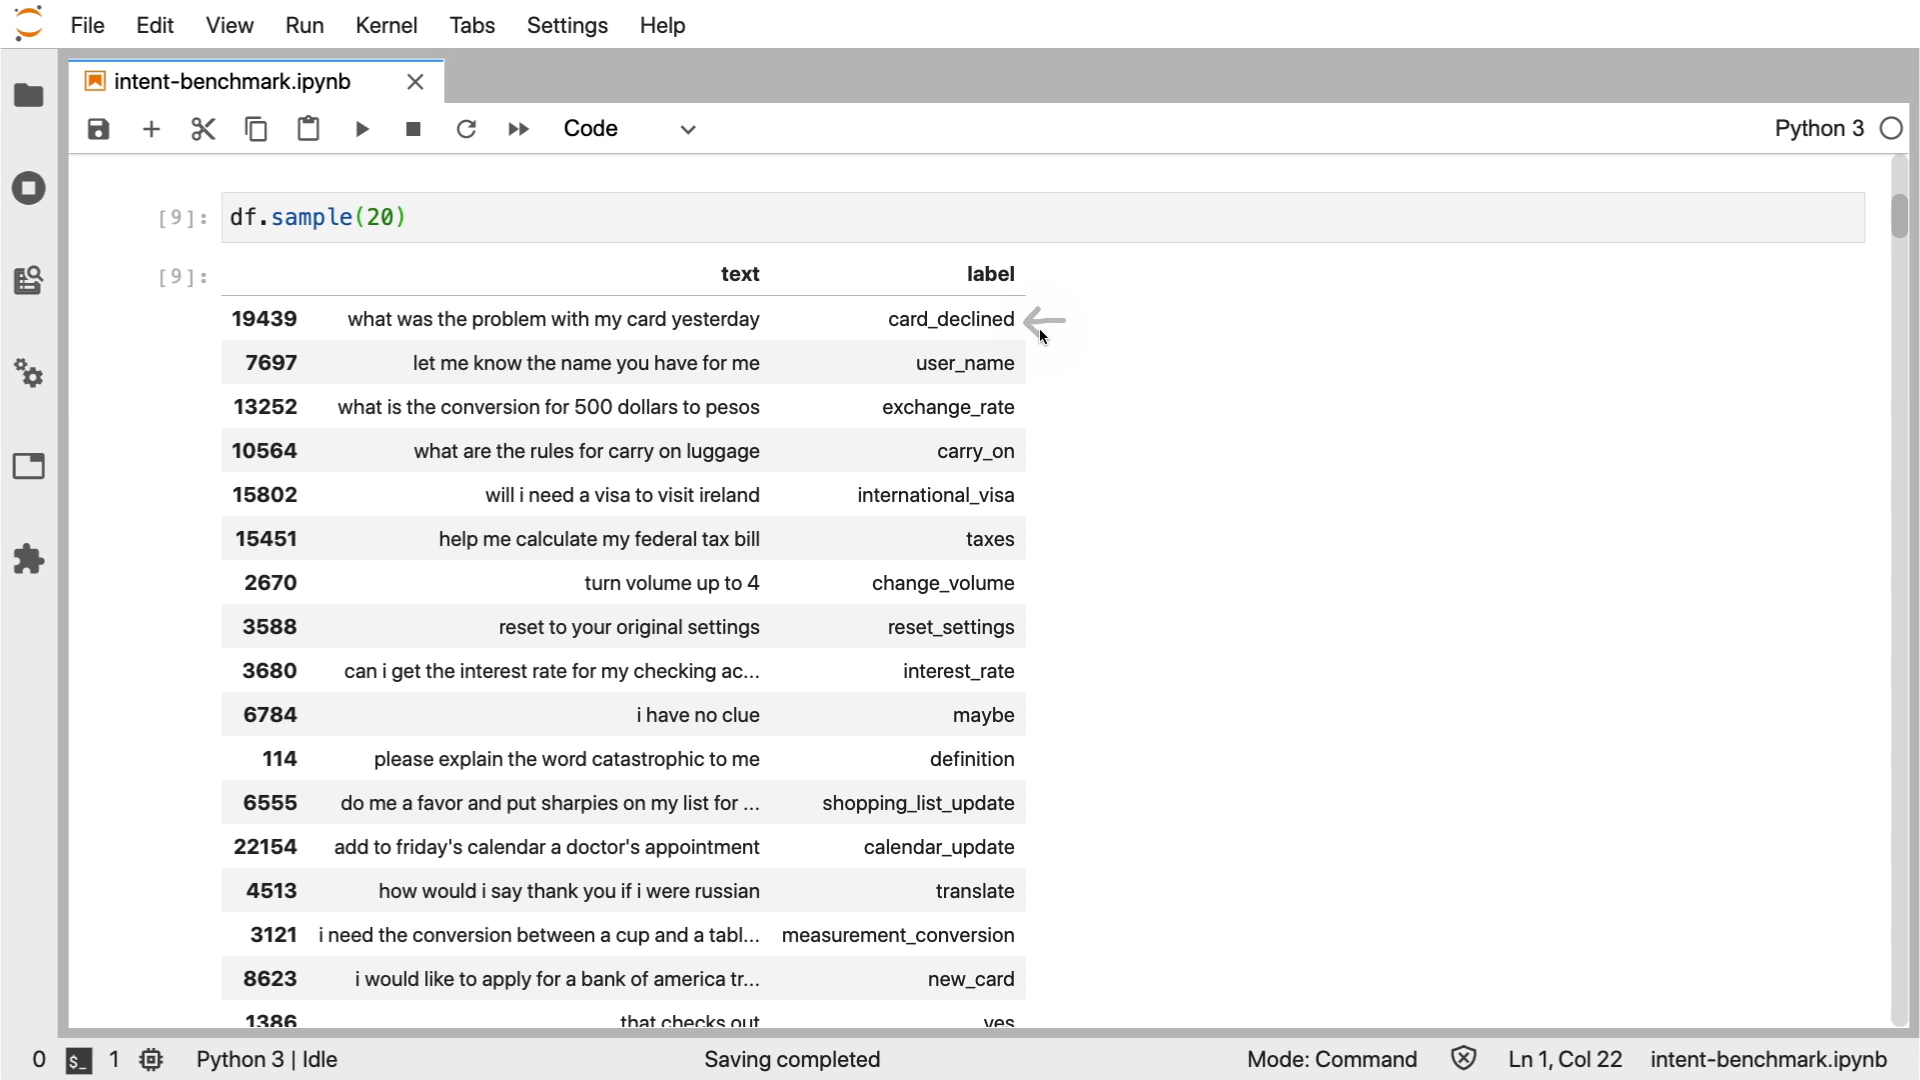 File Edit View Run Kernel Tabs Settings Help
intent-benchmark.ipynb
Code
Python 3
[9]: df.sample(20)
[9]: text label
19439 what was the problem with my card yesterday card_declined
7697 let me know the name you have for me user_name
13252 what is the conversion for 500 dollars to pesos exchange_rate
10564 what are the rules for carry on luggage carry_on
15802 will i need a visa to visit ireland international_visa
15451 help me calculate my federal tax bill taxes
2670 turn volume up to 4 change_volume
3588 reset to your original settings reset_settings
3680 can i get the interest rate for my checking ac... interest_rate
6784 i have no clue maybe
114 please explain the word catastrophic to me definition
6555 do me a favor and put sharpies on my list for ... shopping_list_update
22154 add to friday's calendar a doctor's appointment calendar_update
4513 how would i say thank you if i were russian translate
3121 i need the conversion between a cup and a tabl... measurement_conversion
8623 i would like to apply for a bank of america tr... new_card
1386 that checks out yes
0 $_ 1 Python 3 | Idle Saving completed Mode: Command Ln 1, Col 22 intent-benchmark.ipynb